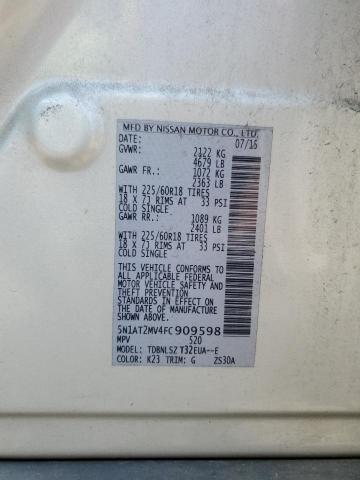 MFD BY NISSAN MOTOR CO., LTD.
DATE: 07/16
GVWR: 2122 KG
4679 LB
GAWR FR.: 1072 KG
2363 LB
WITH 225/60R18 TIRES
18 X 7J RIMS AT 33 PSI
COLD SINGLE
GAWR RR.: 1089 KG
2401 LB
WITH 225/60R18 TIRES
18 X 7J RIMS AT 33 PSI
COLD SINGLE
THIS VEHICLE CONFORMS TO
ALL APPLICABLE FEDERAL MOTOR
VEHICLE SAFETY AND BUMPER
STANDARDS IN EFFECT ON THE
DATE OF MANUFACTURE
SHOWN ABOVE.
5N1AT2MV4FC909598
MPV 520
MODEL: TDBNLSZ T32EUA--E
COLOR: K23 TRIM: G ZS30A